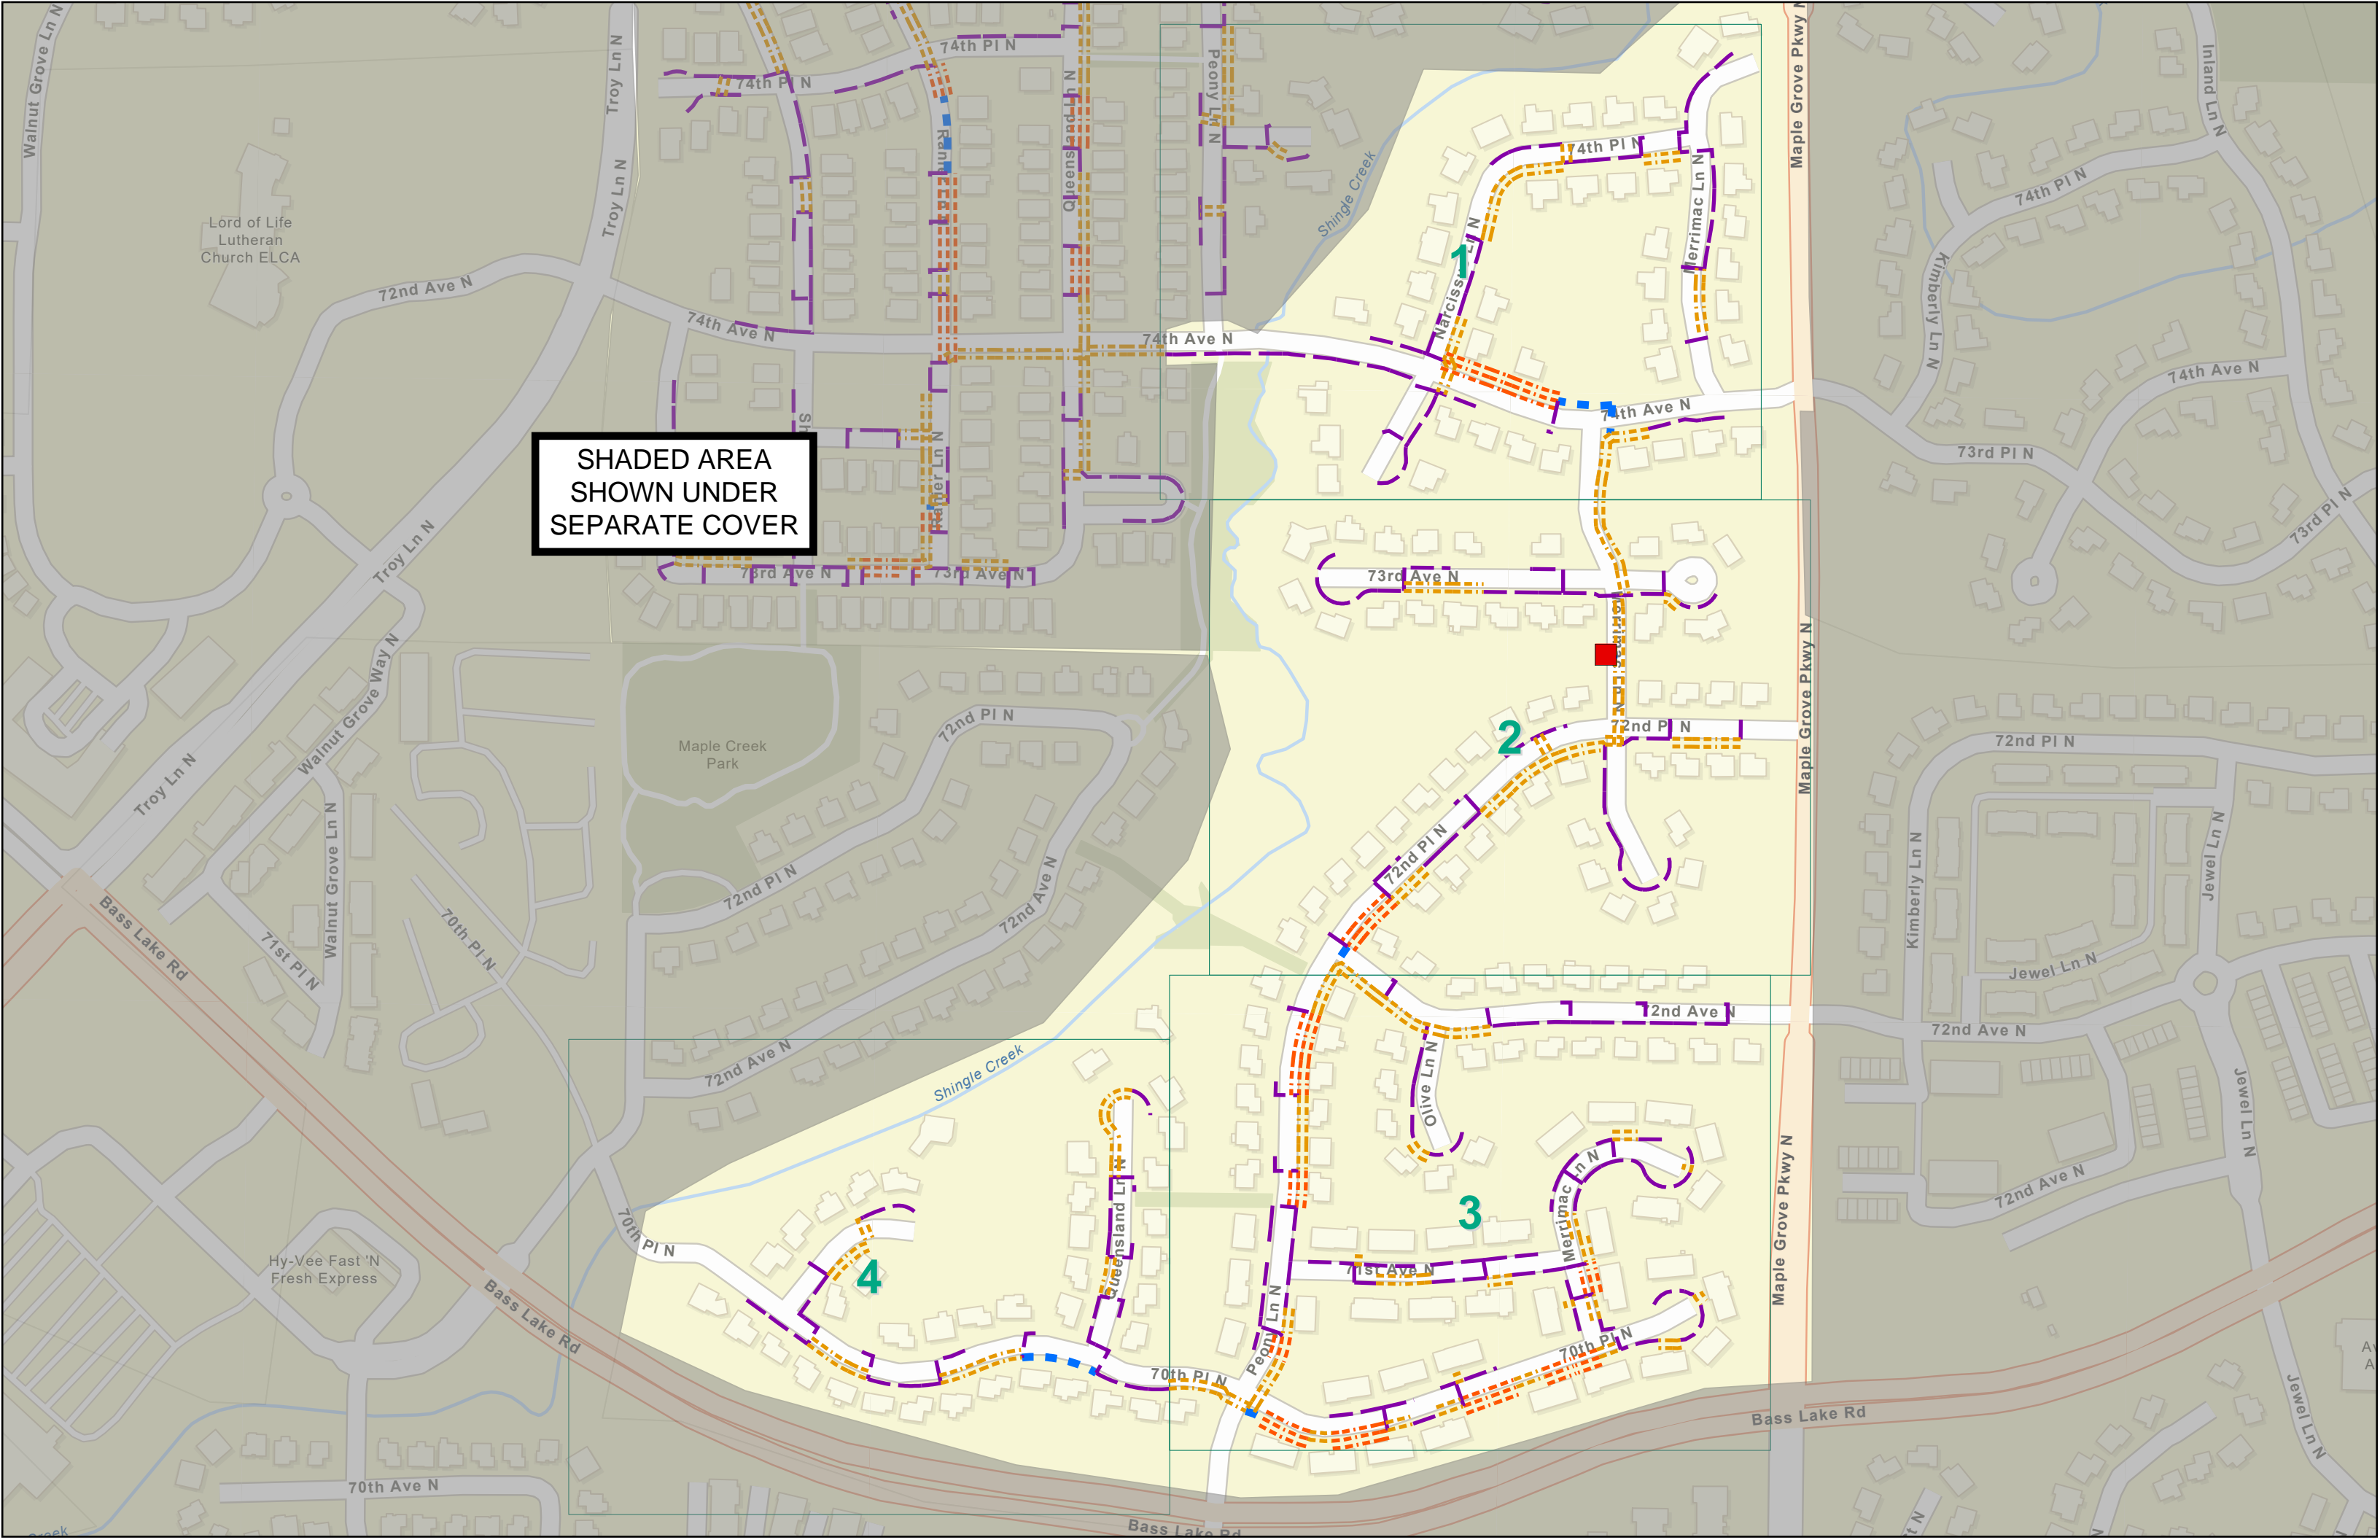 Walnut Grove Ln N
Troy Ln N
74th Pl N
74th Pl N
Queensland Ln N
Peony Ln N
Maple Grove Pkwy N
Inland Ln N
Troy Ln N
Shingle Creek
74th Pl N
Merrimac Ln N
74th Pl N
Lord of Life
Lutheran
Church ELCA
1
Narcissus Ln N
Kimberly Ln N
72nd Ave N
74th Ave N
74th Ave N
74th Ave N
74th Ave N
SHADED AREA
SHOWN UNDER
SEPARATE COVER
Ranier Ln N
73rd Pl N
73rd Pl N
Troy Ln N
73rd Ave N
73rd Ave N
73rd Ave N
Walnut Grove Way N
Maple Grove Pkwy N
Maple Creek
Park
72nd Pl N
2
72nd Pl N
72nd Pl N
Troy Ln N
Walnut Grove Ln N
72nd Pl N
72nd Pl N
Kimberly Ln N
Jewel Ln N
72nd Ave N
Bass Lake Rd
70th Pl N
71st Pl N
Jewel Ln N
72nd Ave N
72nd Ave N
72nd Ave N
Shingle Creek
Olive Ln N
Jewel Ln N
72nd Ave N
Queensland Ln N
3
Merrimac Ln N
Maple Grove Pkwy N
70th Pl N
Hy-Vee Fast 'N
Fresh Express
4
71st Ave N
Bass Lake Rd
Peony Ln N
70th Pl N
70th Pl N
Bass Lake Rd
Jewel Ln N
70th Ave N
Creek
Bass Lake Rd